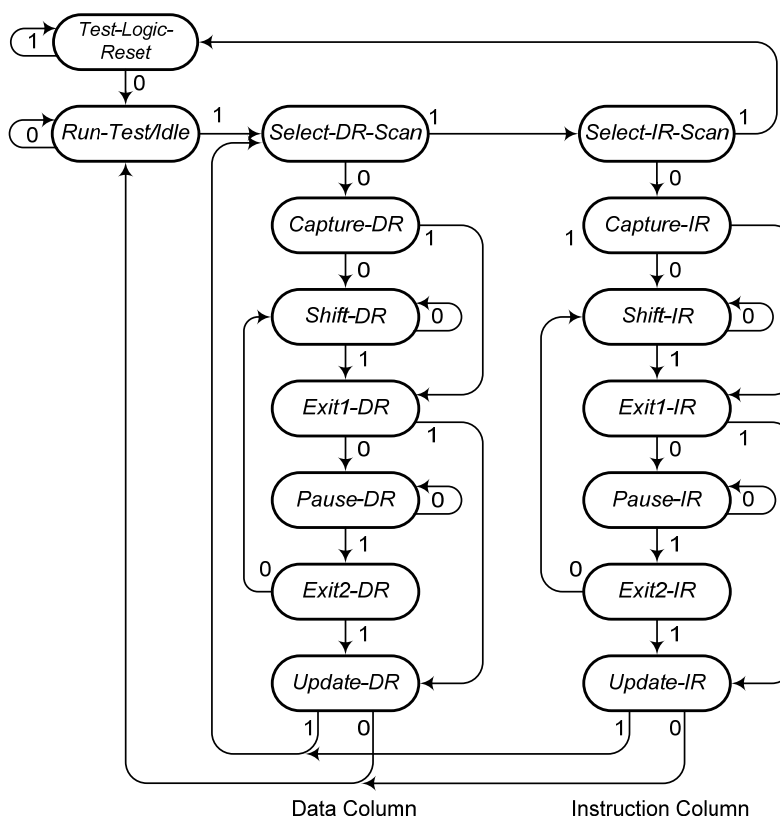 Test-Logic-
Reset
1
0
Run-Test/Idle
0
1
Select-DR-Scan
1
Select-IR-Scan
1
0
0
Capture-DR
1
1
Capture-IR
0
0
Shift-DR
0
Shift-IR
0
1
1
Exit1-DR
1
Exit1-IR
1
0
0
Pause-DR
0
Pause-IR
0
1
1
0
Exit2-DR
0
Exit2-IR
1
1
Update-DR
Update-IR
1
0
1
0
Data Column
Instruction Column